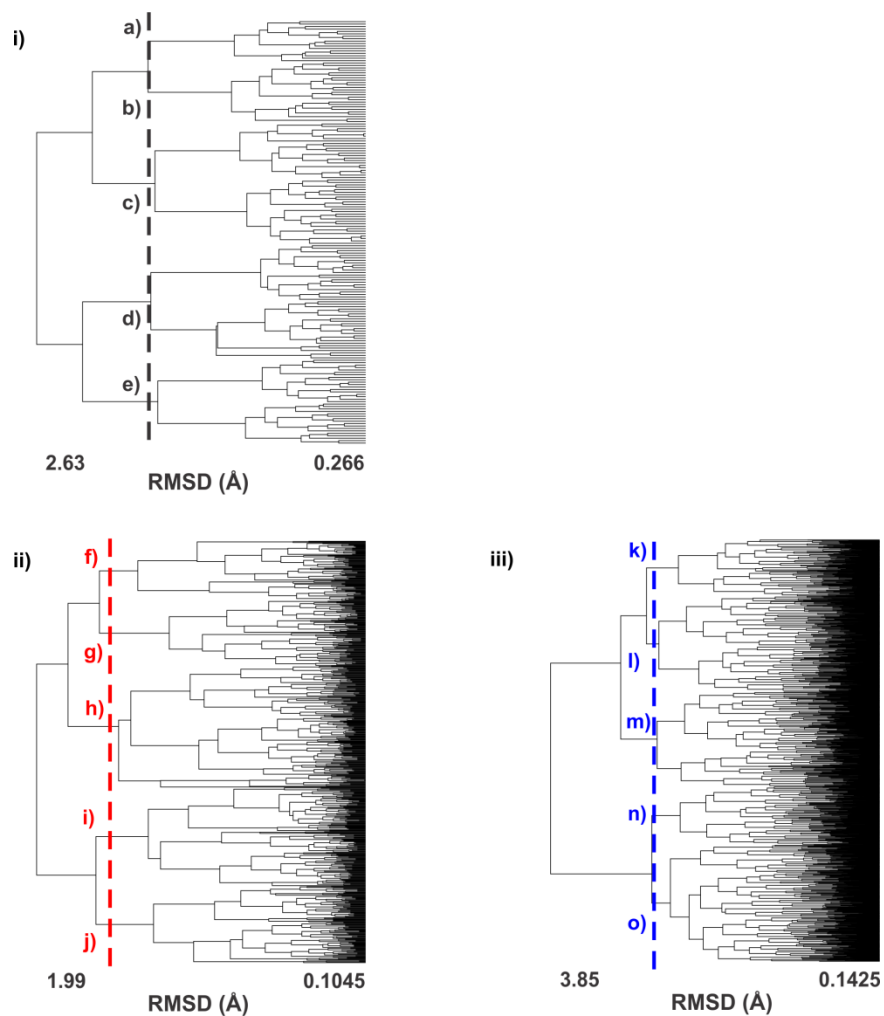 i)
a)
b)
c)
d)
e)
2.63 0.266
RMSD (Å)
ii)
f)
g)
h)
i)
j)
1.99 0.1045
RMSD (Å)
iii)
k)
l)
m)
n)
o)
3.85 0.1425
RMSD (Å)